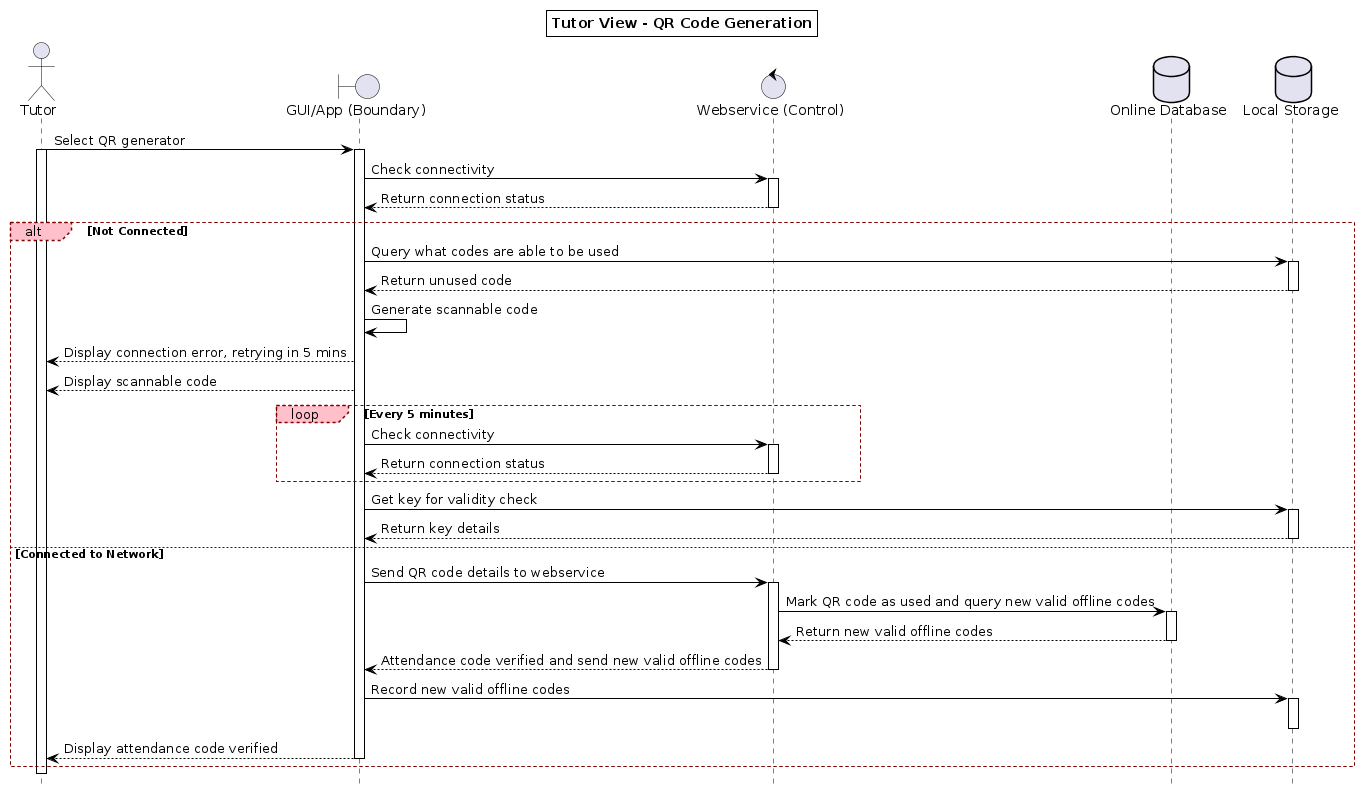 Tutor View - QR Code Generation
Tutor
GUI/App (Boundary)
Webservice (Control)
Online Database
Local Storage
Select QR generator
Check connectivity
Return connection status
alt
[Not Connected]
Query what codes are able to be used
Return unused code
Generate scannable code
Display connection error, retrying in 5 mins
Display scannable code
loop
[Every 5 minutes]
Check connectivity
Return connection status
Get key for validity check
Return key details
[Connected to Network]
Send QR code details to webservice
Mark QR code as used and query new valid offline codes
Return new valid offline codes
Attendance code verified and send new valid offline codes
Record new valid offline codes
Display attendance code verified